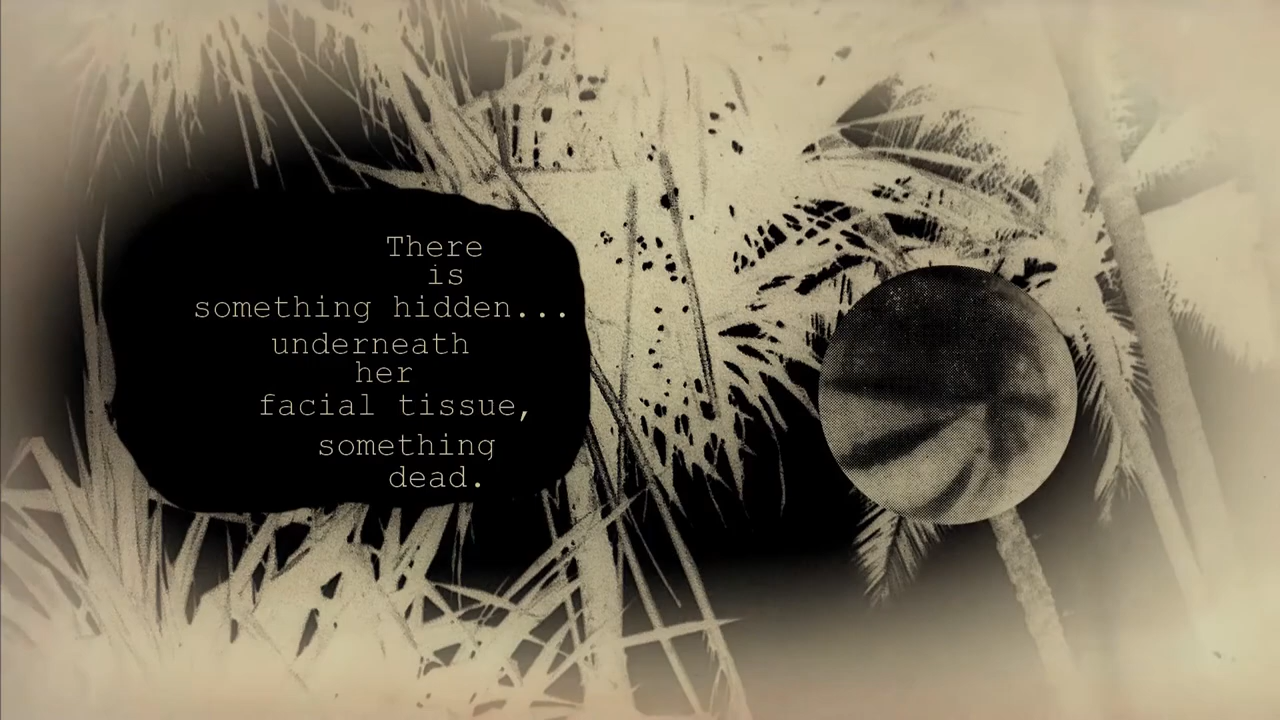 There
is
something hidden...
underneath
her
facial tissue,
something
dead.